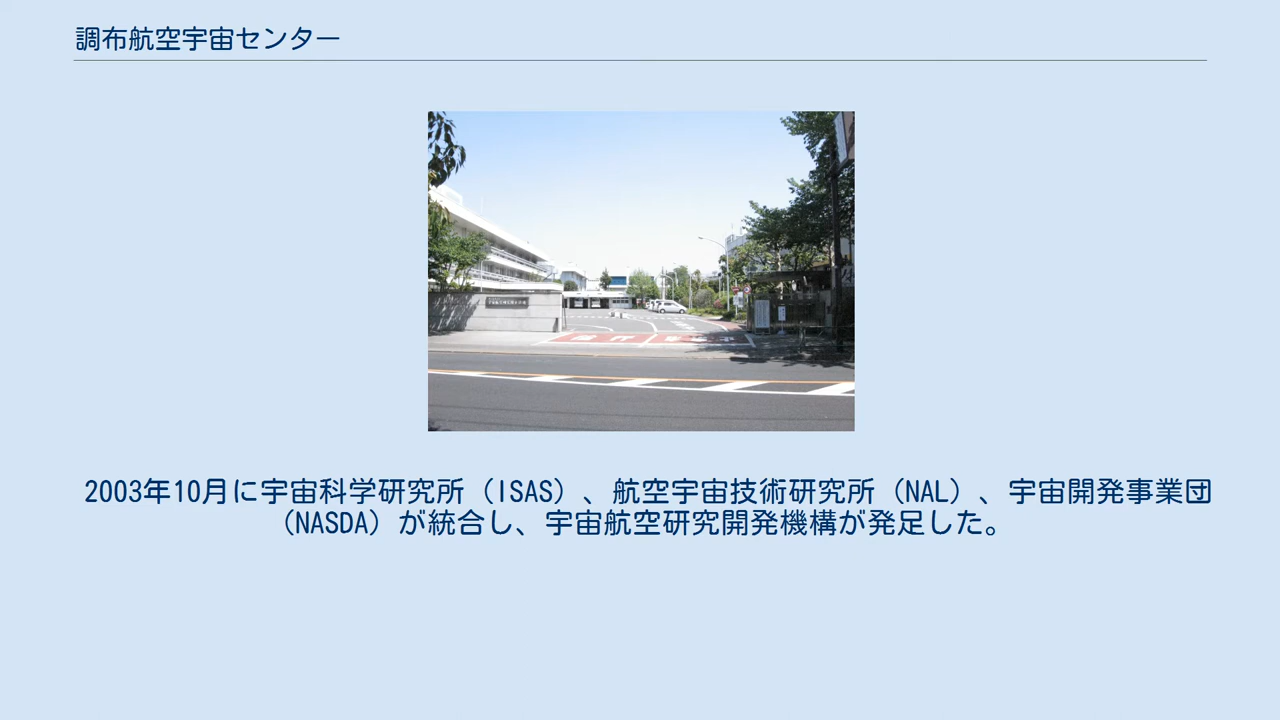 調布航空宇宙センター
2003年10月に宇宙科学研究所（ISAS）、航空宇宙技術研究所（NAL）、宇宙開発事業団
（NASDA）が統合し、宇宙航空研究開発機構が発足した。